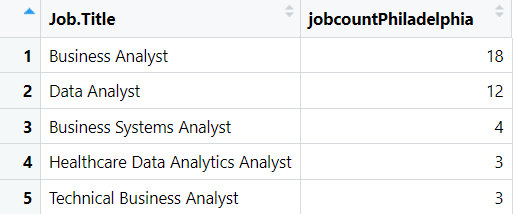 Job.Title jobcountPhiladelphia
1 Business Analyst 18
2 Data Analyst 12
3 Business Systems Analyst 4
4 Healthcare Data Analytics Analyst 3
5 Technical Business Analyst 3